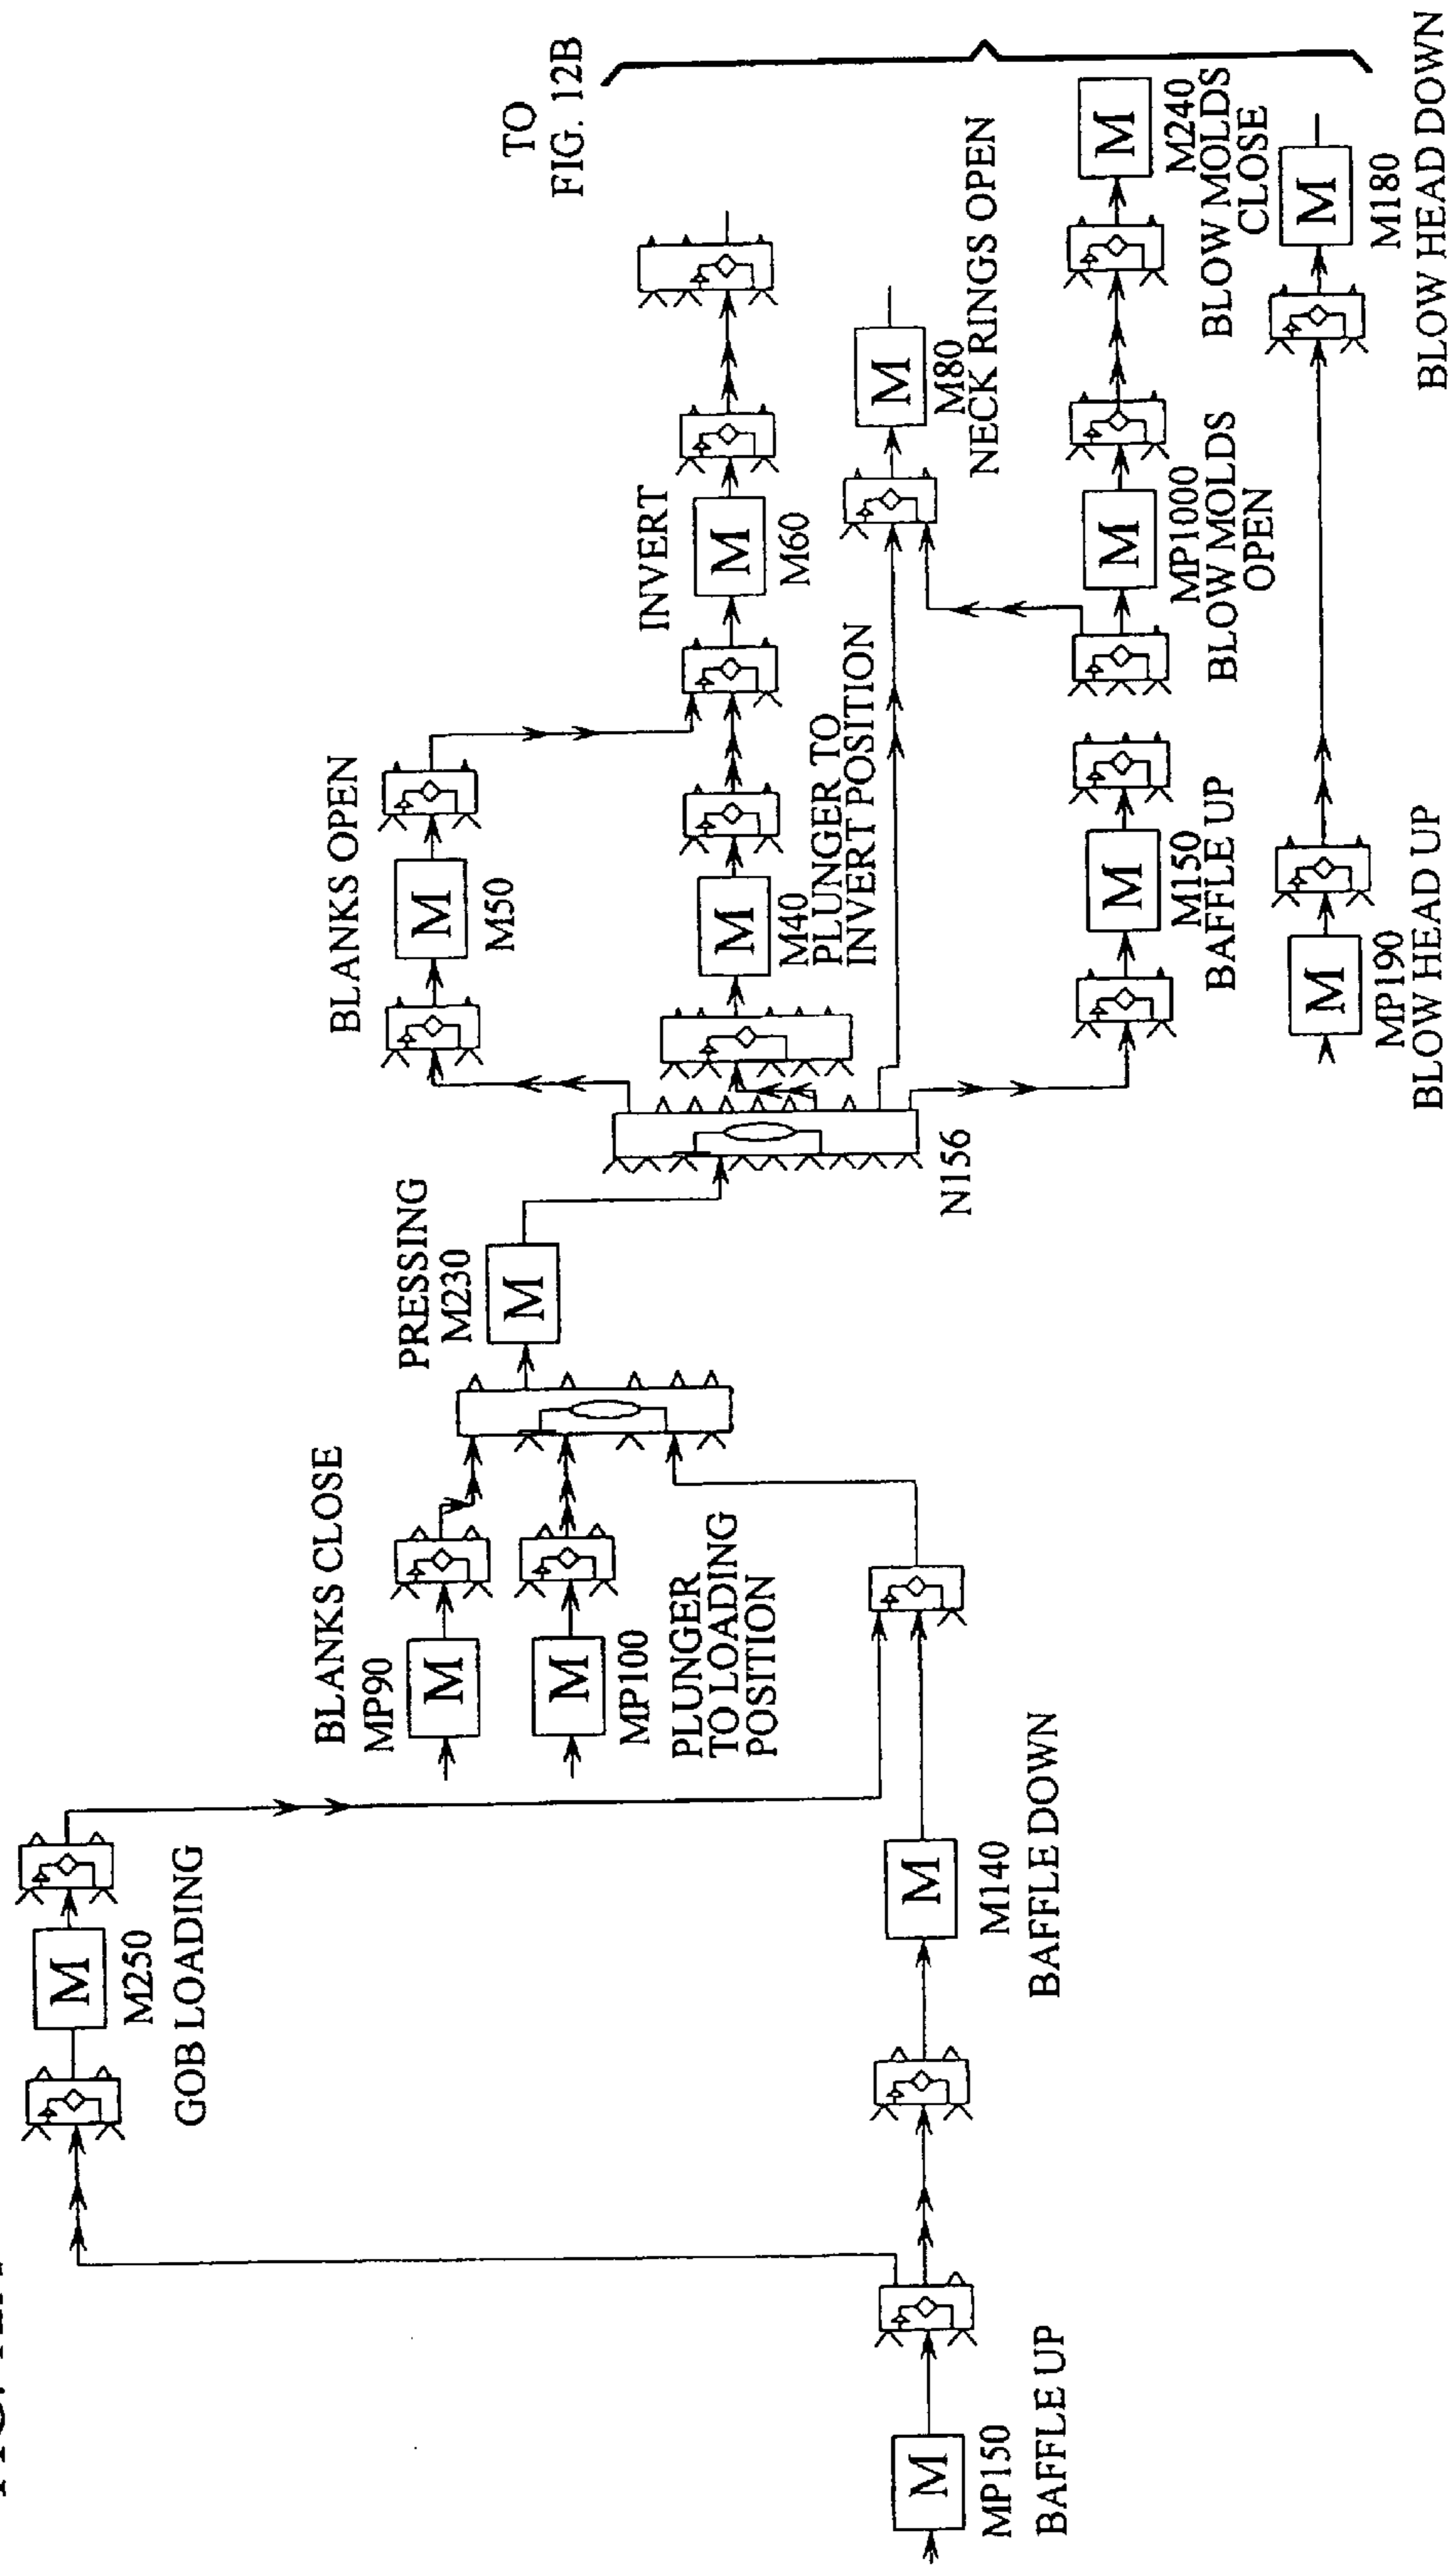 TO
FIG. 12B
BLANKS OPEN
M
M50
INVERT
M
M60
M
M40
PLUNGER TO
INVERT POSITION
M
M80
NECK RINGS OPEN
M
M240
BLOW MOLDS
CLOSE
M
MP1000
BLOW MOLDS
OPEN
M
M150
BAFFLE UP
M
M180
BLOW HEAD DOWN
M
MP190
BLOW HEAD UP
N156
PRESSING
M230
M
BLANKS CLOSE
MP90
M
M
MP100
PLUNGER
TO LOADING
POSITION
M
M250
GOB LOADING
M
M140
BAFFLE DOWN
M
MP150
BAFFLE UP